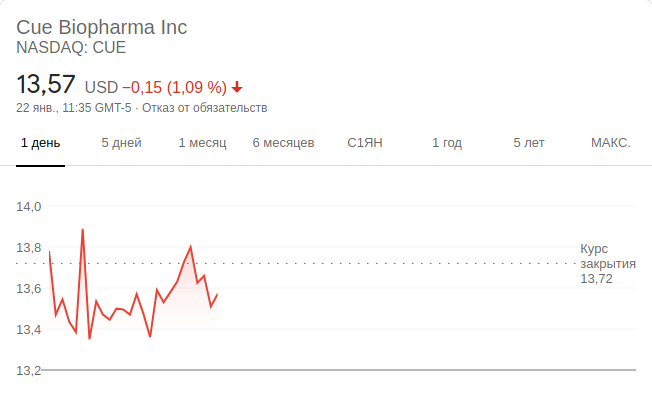 Cue Biopharma Inc
NASDAQ: CUE
13,57 USD −0,15 (1,09 %)
22 янв., 11:35 GMT-5 · Отказ от обязательств
1 день 5 дней 1 месяц 6 месяцев С1ЯН 1 год 5 лет МАКС.
14,0
13,8
Курс
закрытия
13,72
13,6
13,4
13,2